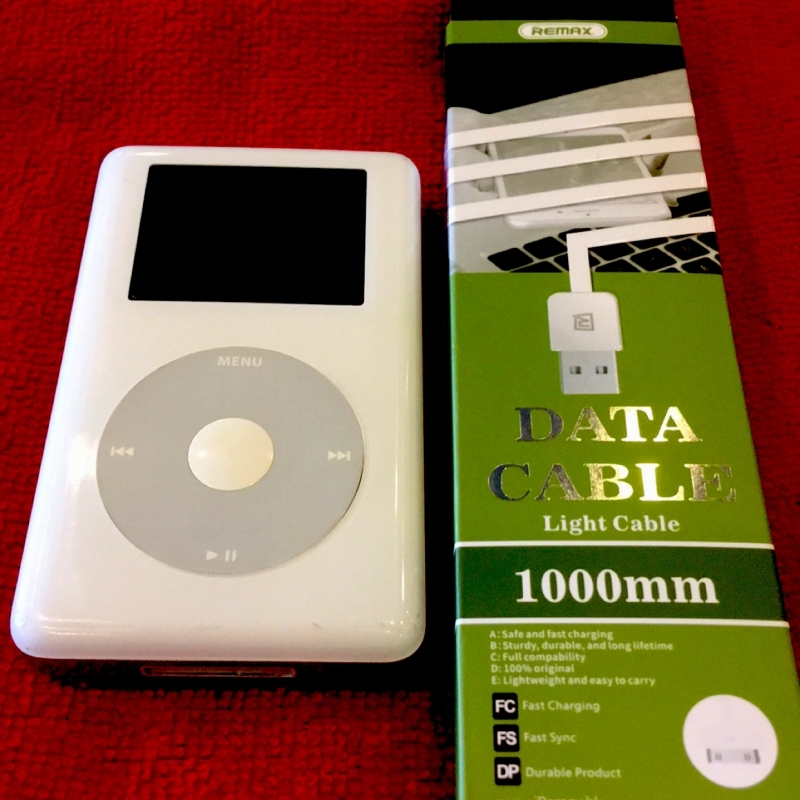 REMAX
MENU
DATA
CABLE
Light Cable
1000mm
A: Safe and fast charging
B: Sturdy, durable, and long lifetime
C: Full compability
D: 100% original
E: Lightweight and easy to carry
FC Fast Charging
FS Fast Sync
DP Durable Product